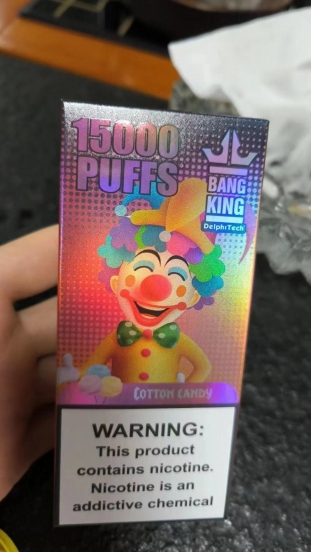 15000
PUFFS
BANG
KING
DelphiTech
COTTON CANDY
WARNING:
This product
contains nicotine.
Nicotine is an
addictive chemical